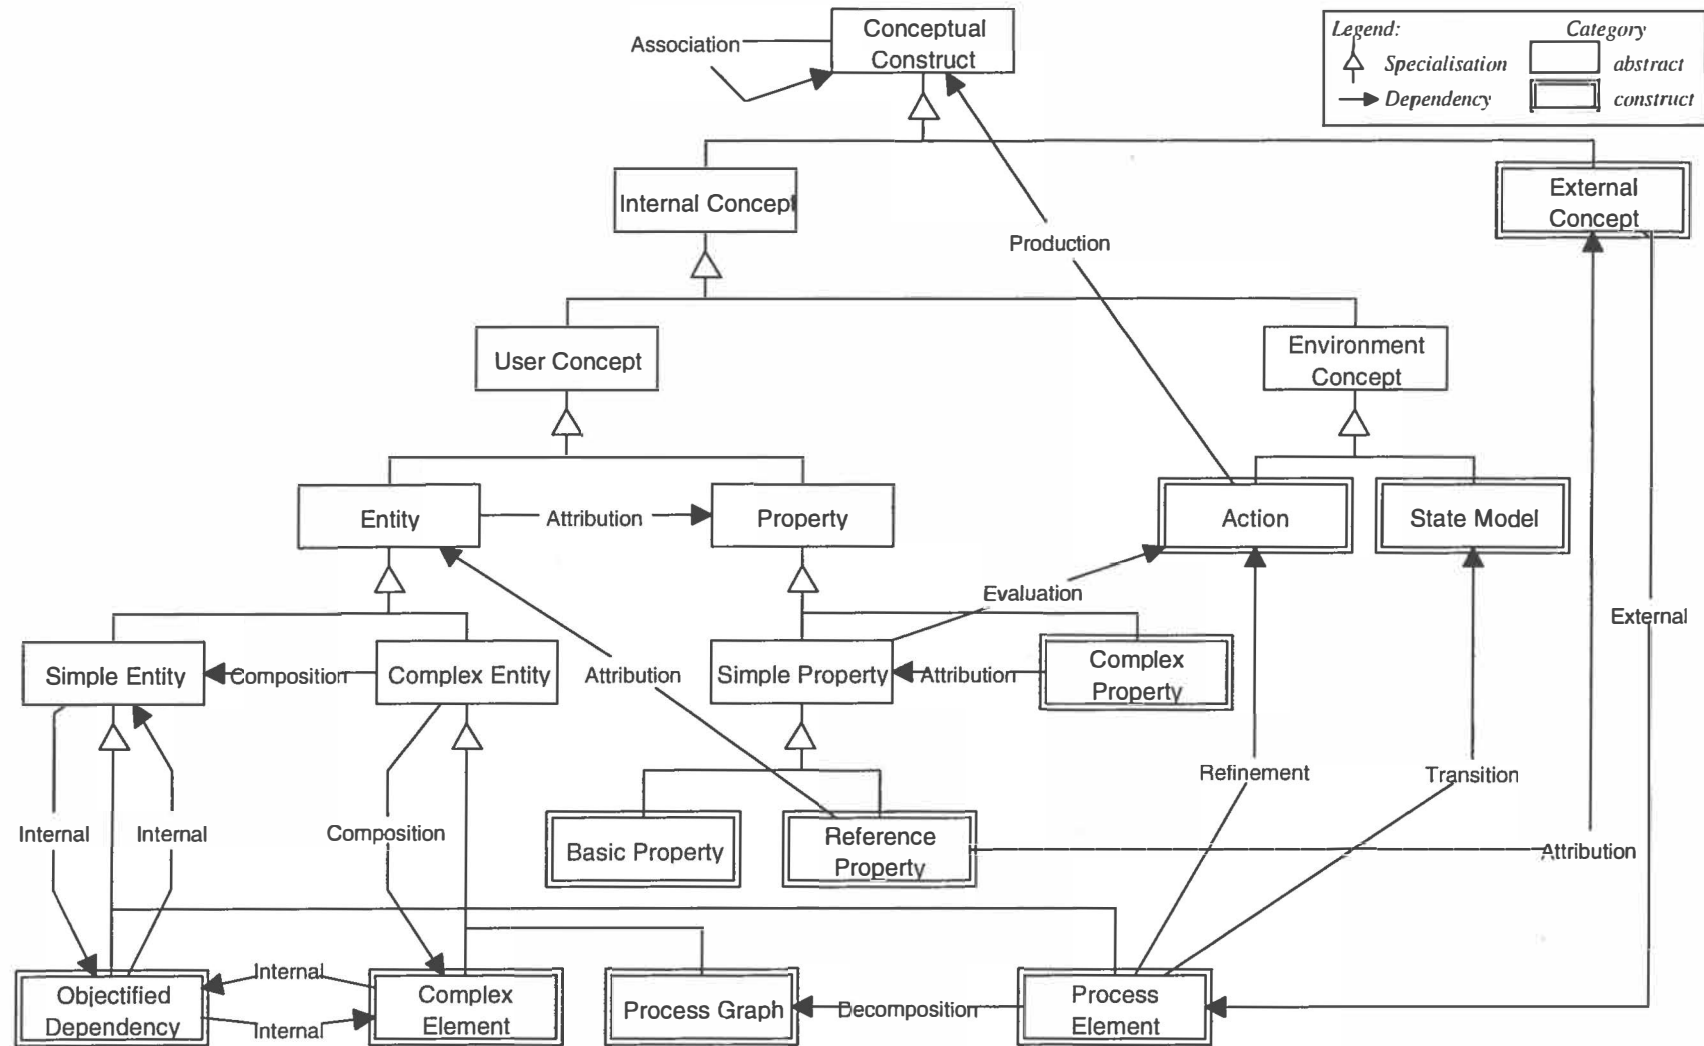 Conceptual
Construct
Association
Legend:
Category
Specialisation
abstract
Dependency
construct
Internal Concept
External
Concept
Production
User Concept
Environment
Concept
Entity
Attribution
Property
Action
State Model
Evaluation
External
Simple Entity
Composition
Complex Entity
Attribution
Simple Property
Attribution
Complex
Property
Refinement
Transition
Internal
Internal
Composition
Basic Property
Reference
Property
Attribution
Internal
Objectified
Dependency
Internal
Complex
Element
Process Graph
Decomposition
Process
Element